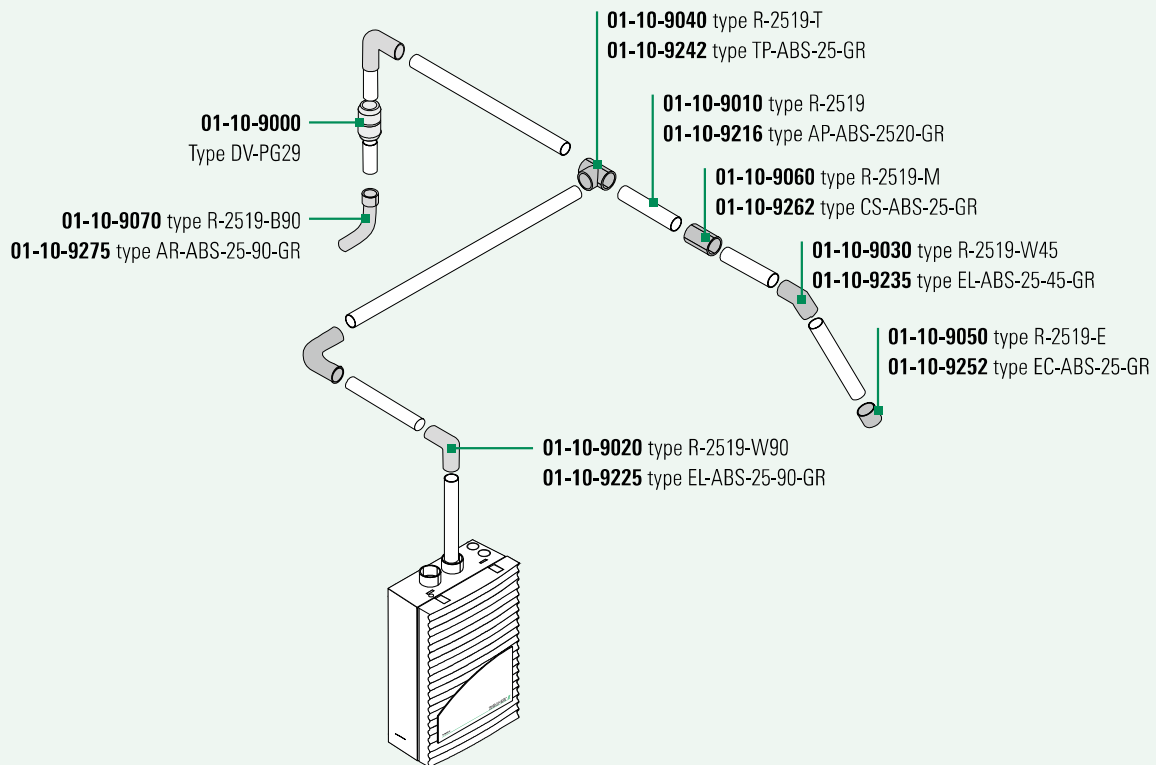 01-10-9040 type R-2519-T
01-10-9242 type TP-ABS-25-GR
01-10-9010 type R-2519
01-10-9216 type AP-ABS-2520-GR
01-10-9000
Type DV-PG29
01-10-9060 type R-2519-M
01-10-9262 type CS-ABS-25-GR
01-10-9070 type R-2519-B90
01-10-9275 type AR-ABS-25-90-GR
01-10-9030 type R-2519-W45
01-10-9235 type EL-ABS-25-45-GR
01-10-9050 type R-2519-E
01-10-9252 type EC-ABS-25-GR
01-10-9020 type R-2519-W90
01-10-9225 type EL-ABS-25-90-GR